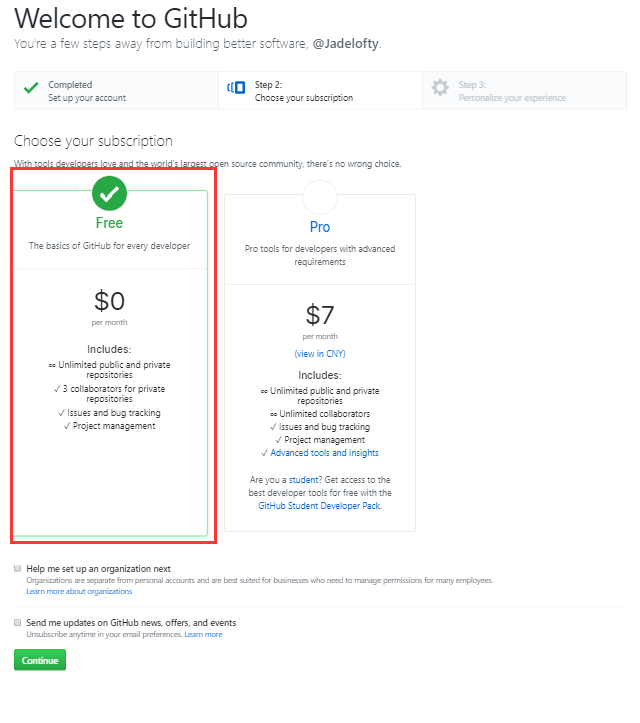 Welcome to GitHub
You're a few steps away from building better software, @Jadelofty.
Completed
Set up your account
Step 2:
Choose your subscription
Step 3:
Personalize your experience
Choose your subscription
With tools developers love and the world's largest open source community, there's no wrong choice.
Free
The basics of GitHub for every developer
$0
per month
Includes:
∞ Unlimited public and private
repositories
✓ 3 collaborators for private
repositories
✓ Issues and bug tracking
✓ Project management
Pro
Pro tools for developers with advanced
requirements
$7
per month
(view in CNY)
Includes:
∞ Unlimited public and private
repositories
∞ Unlimited collaborators
✓ Issues and bug tracking
✓ Project management
✓ Advanced tools and insights
Are you a student? Get access to the
best developer tools for free with the
GitHub Student Developer Pack.
Help me set up an organization next
Organizations are separate from personal accounts and are best suited for businesses who need to manage permissions for many employees.
Learn more about organizations
Send me updates on GitHub news, offers, and events
Unsubscribe anytime in your email preferences. Learn more
Continue